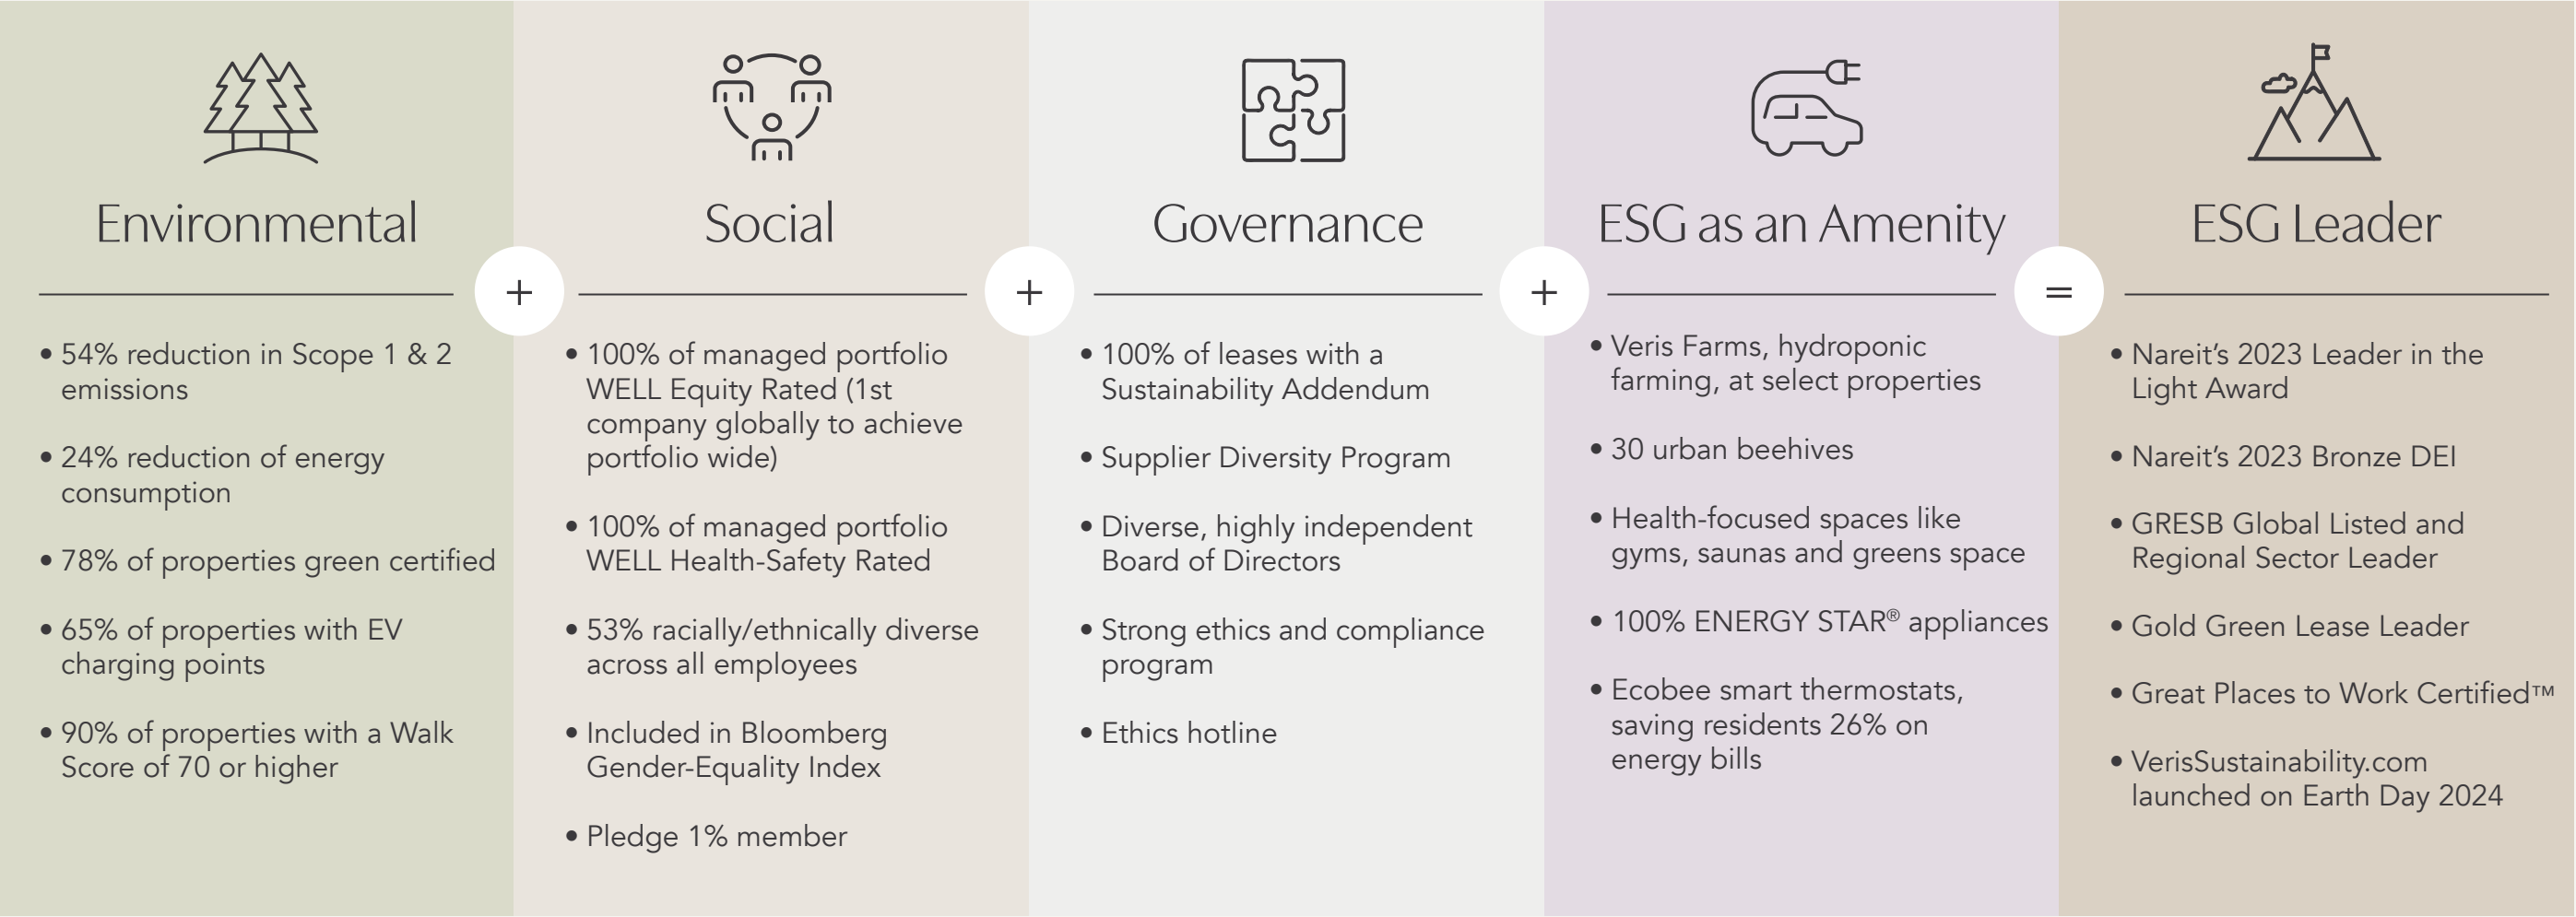 Environmental
• 54% reduction in Scope 1 & 2
emissions
• 24% reduction of energy
consumption
• 78% of properties green certified
• 65% of properties with EV
charging points
• 90% of properties with a Walk
Score of 70 or higher
+
Social
• 100% of managed portfolio
WELL Equity Rated (1st
company globally to achieve
portfolio wide)
• 100% of managed portfolio
WELL Health-Safety Rated
• 53% racially/ethnically diverse
across all employees
• Included in Bloomberg
Gender-Equality Index
• Pledge 1% member
+
Governance
• 100% of leases with a
Sustainability Addendum
• Supplier Diversity Program
• Diverse, highly independent
Board of Directors
• Strong ethics and compliance
program
• Ethics hotline
+
ESG as an Amenity
• Veris Farms, hydroponic
farming, at select properties
• 30 urban beehives
• Health-focused spaces like
gyms, saunas and greens space
• 100% ENERGY STAR® appliances
• Ecobee smart thermostats,
saving residents 26% on
energy bills
=
ESG Leader
• Nareit’s 2023 Leader in the
Light Award
• Nareit’s 2023 Bronze DEI
• GRESB Global Listed and
Regional Sector Leader
• Gold Green Lease Leader
• Great Places to Work Certified™
• VerisSustainability.com
launched on Earth Day 2024